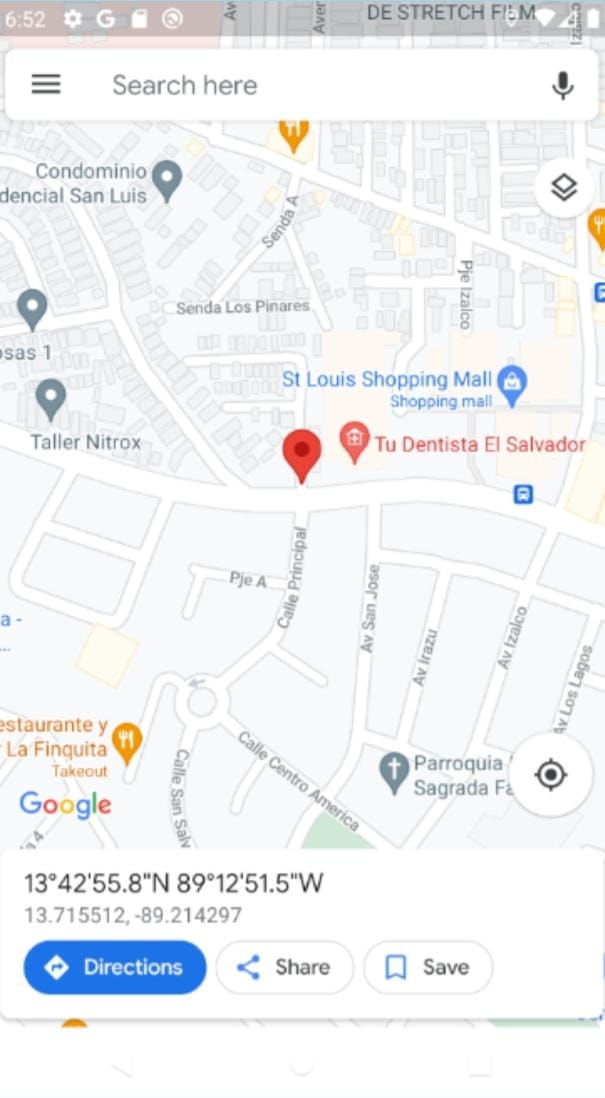 6:52
DE STRETCH FILM
Search here
Condominio
dencial San Luis
Senda A
Pje Izalco
Senda Los Pinares
osas 1
St Louis Shopping Mall
Shopping mall
Taller Nitrox
Tu Dentista El Salvador
Calle Principal
Pje A
Av San Jose
Av Irazu
Av Izalco
Av Los Lagos
a -
...
estaurante y
La Finquita
Takeout
Calle San Salv
Calle Centro America
Parroquia
Sagrada Fa
Google
a 4
13°42'55.8"N 89°12'51.5"W
13.715512, -89.214297
Directions
Share
Save